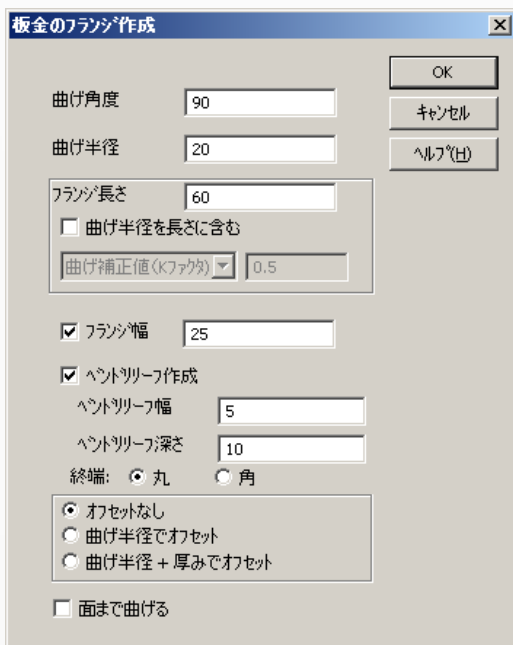 板金のフランジ作成
OK
曲げ角度 90
キャンセル
曲げ半径 20
ヘルプ(H)
フランジ長さ 60
曲げ半径を長さに含む
曲げ補正値(Kファクタ) 0.5
フランジ幅 25
ベントリリーフ作成
ベントリリーフ幅 5
ベントリリーフ深さ 10
終端: 丸 角
オフセットなし
曲げ半径でオフセット
曲げ半径 + 厚みでオフセット
面まで曲げる